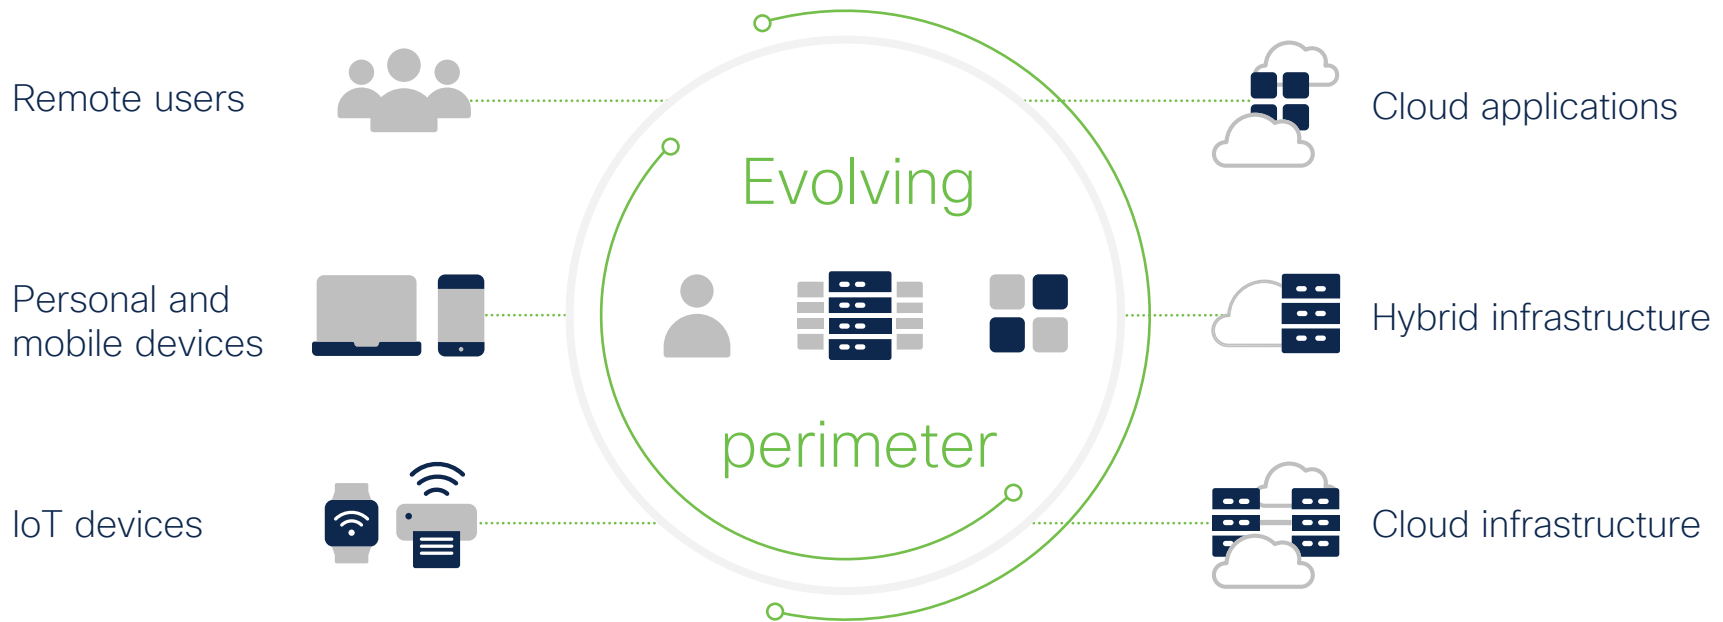 Remote users
Personal and
mobile devices
IoT devices
Evolving
perimeter
Cloud applications
Hybrid infrastructure
Cloud infrastructure